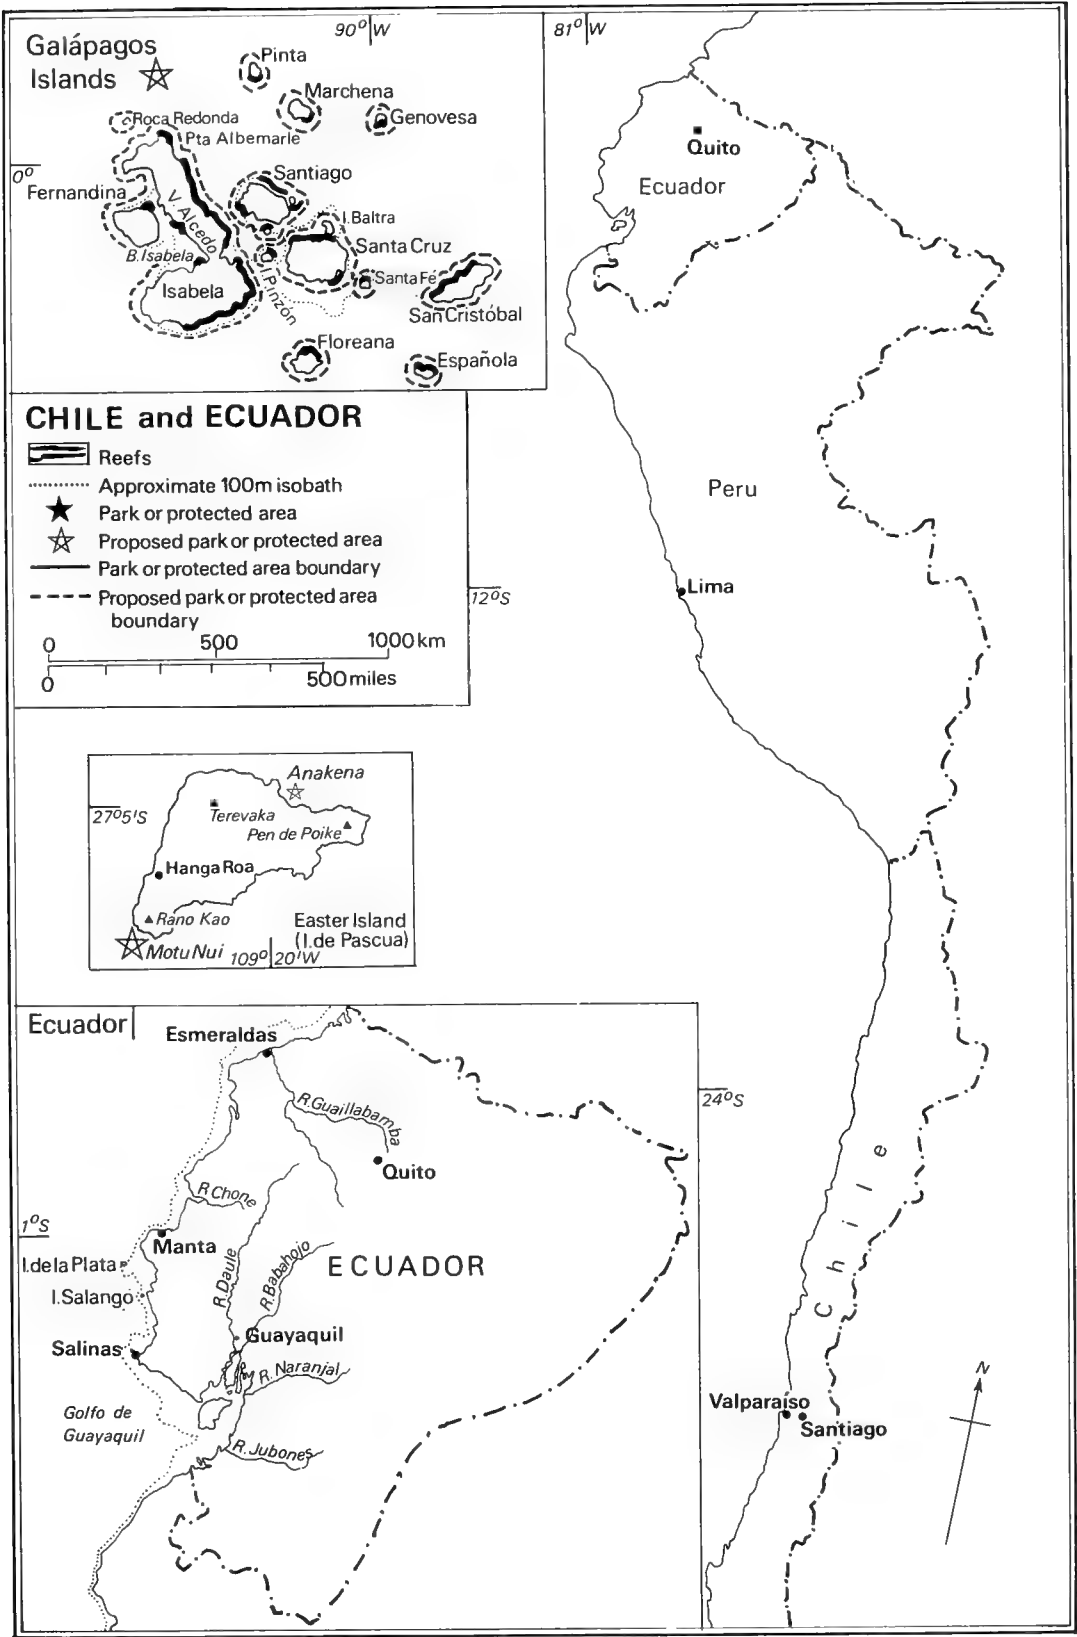 90°W
81°W
Galápagos
Islands
Pinta
Marchena
Genovesa
Roca Redonda
Pta Albemarle
0°
Fernandina
Santiago
V. Alcedo
I. Baltra
B. Isabela
Santa Cruz
Isabela
I. Pinzón
Santa Fé
San Cristóbal
Floreana
Española
Quito
Ecuador
Peru
Lima
12°S
CHILE and ECUADOR
Reefs
Approximate 100m isobath
Park or protected area
Proposed park or protected area
Park or protected area boundary
Proposed park or protected area
boundary
0 500 1000 km
0 500 miles
Anakena
27°5'S
Terevaka
Pen de Poike
Hanga Roa
Rano Kao
Easter Island
(I. de Pascua)
Motu Nui
109° 20'W
Ecuador
Esmeraldas
R. Guaillabamba
Quito
R. Chone
1°S
Manta
I. de la Plata
R. Daule
R. Babahojo
ECUADOR
I. Salango
Guayaquil
Salinas
R. Naranjal
Golfo de
Guayaquil
R. Jubones
24°S
Chile
Valparaiso
Santiago
N